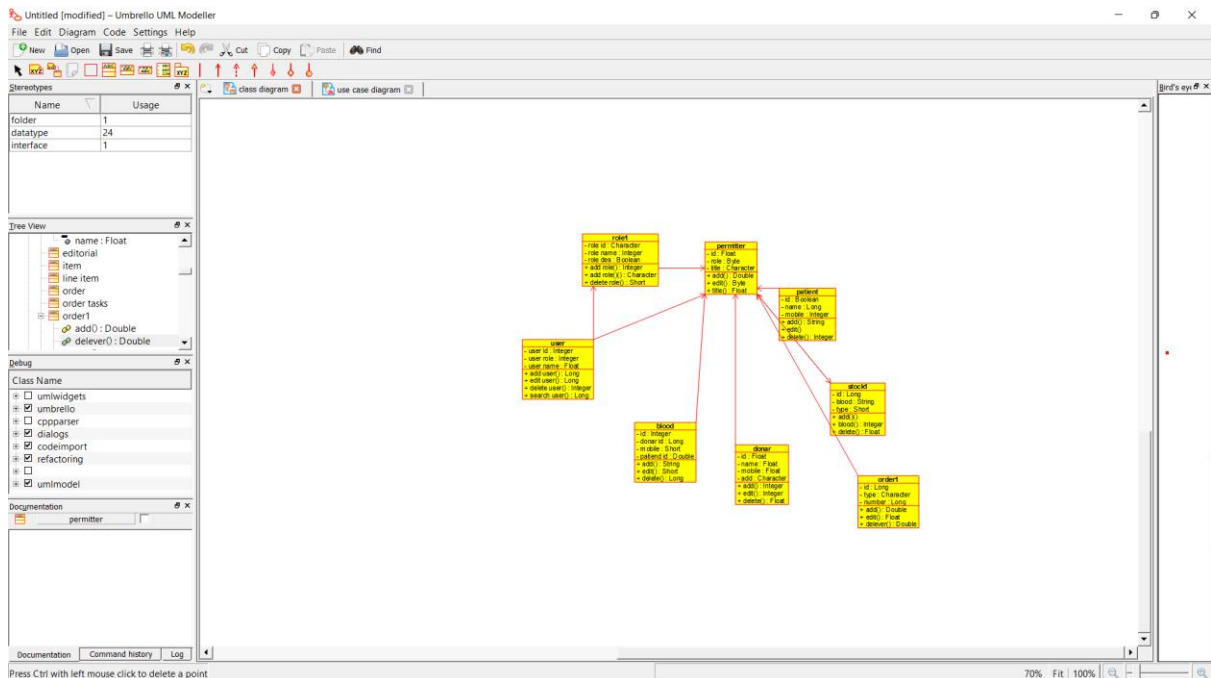 Untitled [modified] – Umbrello UML Modeller
File Edit Diagram Code Settings Help
New Open Save Cut Copy Paste Find
Stereotypes
class diagram
use case diagram
Bird's eye
Name Usage
folder 1
datatype 24
interface 1
Tree View
name : Float
editorial
item
line item
order
order tasks
order1
add() : Double
delever() : Double
Debug
Class Name
umlwidgets
umbrello
cppparser
dialogs
codeimport
refactoring
umlmodel
Documentation
permitter
Documentation Command history Log
role1
- role id : Character
- role name : Integer
- role des : Boolean
+ add role() : Integer
+ add role() : Character
+ delete role() : Short
permitter
- id : Float
- role : Byte
- title : Character
+ add() : Double
+ edit() : Byte
+ title() : Float
patient
- id : Boolean
- name : Long
- mobile : Integer
+ add() : String
+ edit()
+ delete() : Integer
user
- user id : Integer
- user role : Integer
- user name : Float
+ add user() : Long
+ edit user() : Long
+ delete user() : Integer
+ search user() : Long
stock1
- id : Long
- blood : String
- type : Short
+ blood() : Integer
+ delete() : Float
blood
- id : Integer
- donar id : Long
- mobile : Short
- patiend id : Double
+ add() : String
+ edit() : Short
+ delete() : Long
donar
- id : Float
- name : Float
- mobile : Float
- add : Character
+ add() : Integer
+ edit() : Integer
+ delete() : Float
order1
- id : Long
- type : Character
- number : Long
+ add() : Double
+ edit() : Float
+ delever() : Double
Press Ctrl with left mouse click to delete a point
70% Fit 100%